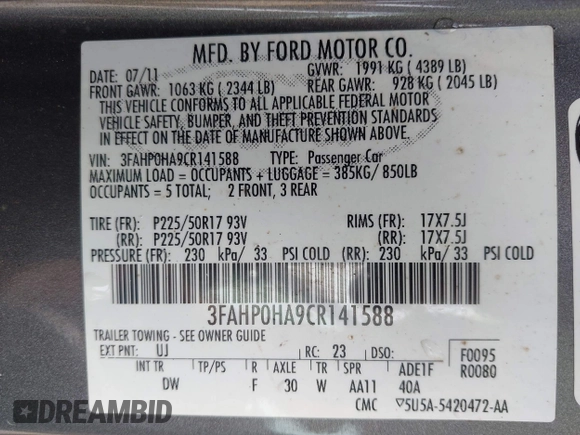 MFD. BY FORD MOTOR CO.
DATE: 07/11 GVWR: 1991 KG ( 4389 LB)
FRONT GAWR: 1063 KG ( 2344 LB) REAR GAWR: 928 KG ( 2045 LB)
THIS VEHICLE CONFORMS TO ALL APPLICABLE FEDERAL MOTOR
VEHICLE SAFETY, BUMPER, AND THEFT PREVENTION STANDARDS
IN EFFECT ON THE DATE OF MANUFACTURE SHOWN ABOVE.
VIN: 3FAHP0HA9CR141588 TYPE: Passenger Car
MAXIMUM LOAD = OCCUPANTS + LUGGAGE = 385KG/ 850LB
OCCUPANTS = 5 TOTAL; 2 FRONT, 3 REAR
TIRE (FR): P225/50R17 93V RIMS (FR): 17X7.5J
(RR): P225/50R17 93V (RR): 17X7.5J
PRESSURE (FR): 230 kPa/ 33 PSI COLD (RR): 230 kPa/ 33 PSI COLD
3FAHP0HA9CR141588
TRAILER TOWING - SEE OWNER GUIDE
EXT PNT: UJ RC: 23 DSO: F0095
INT TR TP/PS R AXLE TR SPR ADE1F R0080
DW F 30 W AA11 40A
CMC ▽5U5A-5420472-AA
dibizautos